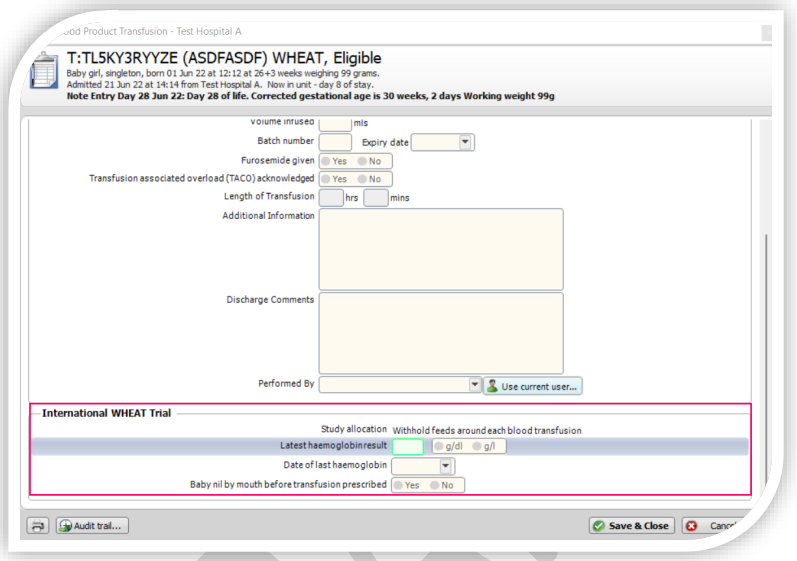 Product Transfusion - Test Hospital A
T:TL5KY3RYYZE (ASDFASDF) WHEAT, Eligible
Baby girl, singleton, born 01 Jun 22 at 12:12 at 26+3 weeks weighing 99 grams.
Admitted 21 Jun 22 at 14:14 from Test Hospital A. Now in unit - day 8 of stay.
Note Entry Day 28 Jun 22: Day 28 of life. Corrected gestational age is 30 weeks, 2 days Working weight 99g
Volume infused mls
Batch number Expiry date
Furosemide given Yes No
Transfusion associated overload (TACO) acknowledged Yes No
Length of Transfusion hrs mins
Additional Information
Discharge Comments
Performed By Use current user...
International WHEAT Trial
Study allocation Withhold feeds around each blood transfusion
Latest haemoglobin result g/dl g/l
Date of last haemoglobin
Baby nil by mouth before transfusion prescribed Yes No
Audit trail... Save & Close